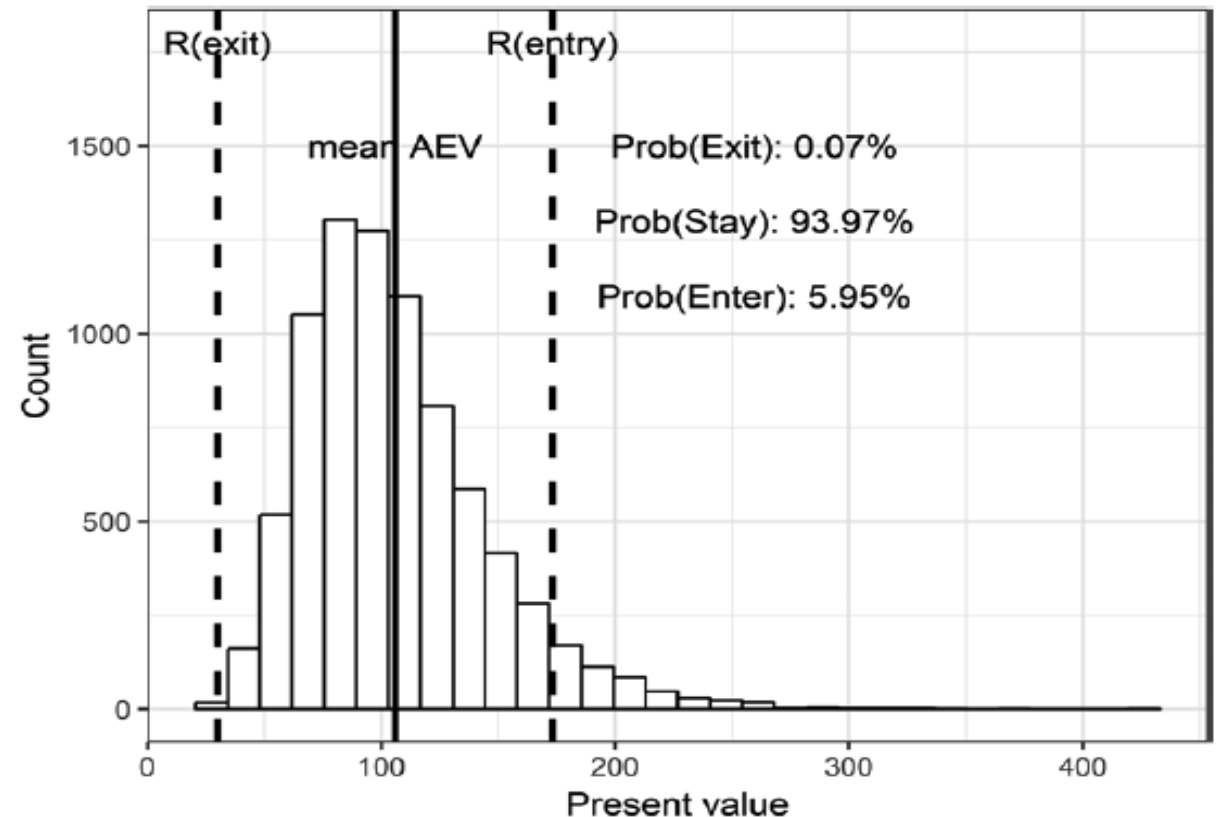 R(exit) R(entry)
mean AEV Prob(Exit): 0.07%
Prob(Stay): 93.97%
Prob(Enter): 5.95%
1500
1000
500
0
Count
0 100 200 300 400
Present value